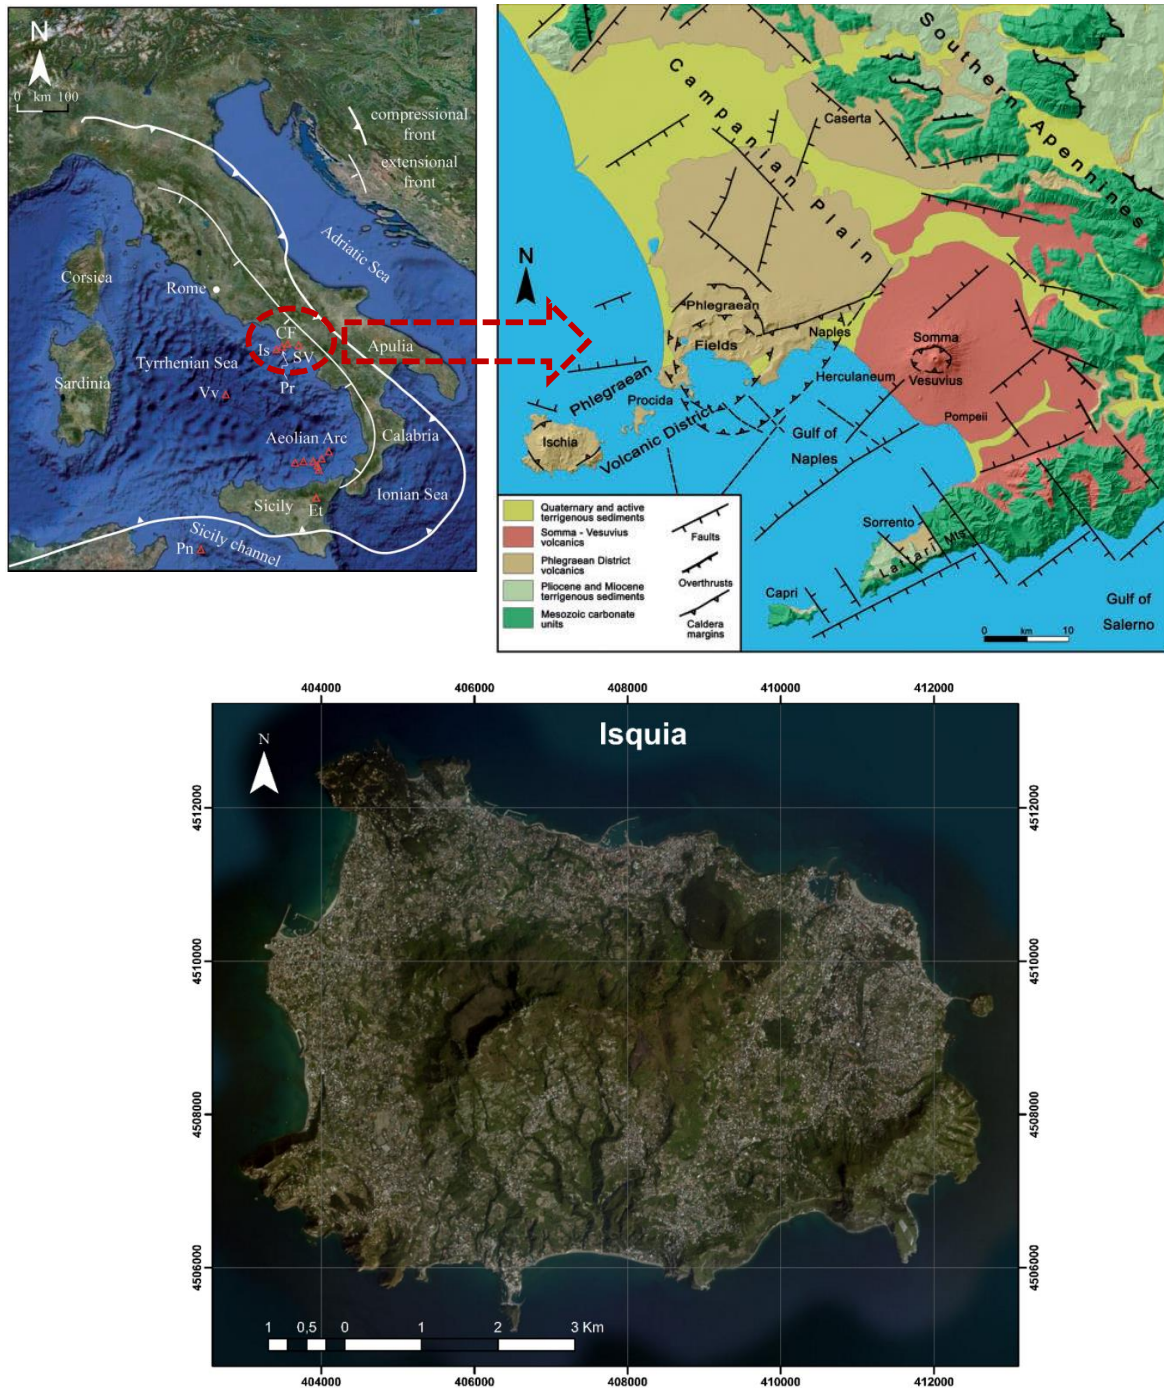 N
0 km 100
compressional
front
extensional
front
Adriatic Sea
Corsica
Rome
CF
Is
SV
Apulia
Tyrrhenian Sea
Pr
Sardinia
Vv
Calabria
Aeolian Arc
Sicily
Et
Ionian Sea
Sicily channel
Pn
Southern Apennines
Campanian Plain
Caserta
N
Phlegraean
Fields
Naples
Somma
Vesuvius
Herculaneum
Pompeii
Phlegraean
Volcanic District
Procida
Ischia
Gulf of
Naples
Sorrento
Lattari Mts
Capri
Gulf of
Salerno
0 km 10
Quaternary and active
terrigenous sediments
Somma - Vesuvius
volcanics
Phlegraean District
volcanics
Pliocene and Miocene
terrigenous sediments
Mesozoic carbonate
units
Faults
Overthrusts
Caldera
margins
404000 406000 408000 410000 412000
Isquia
N
4512000 4512000
4510000 4510000
4508000 4508000
4506000 4506000
1 0,5 0 1 2 3 Km
404000 406000 408000 410000 412000